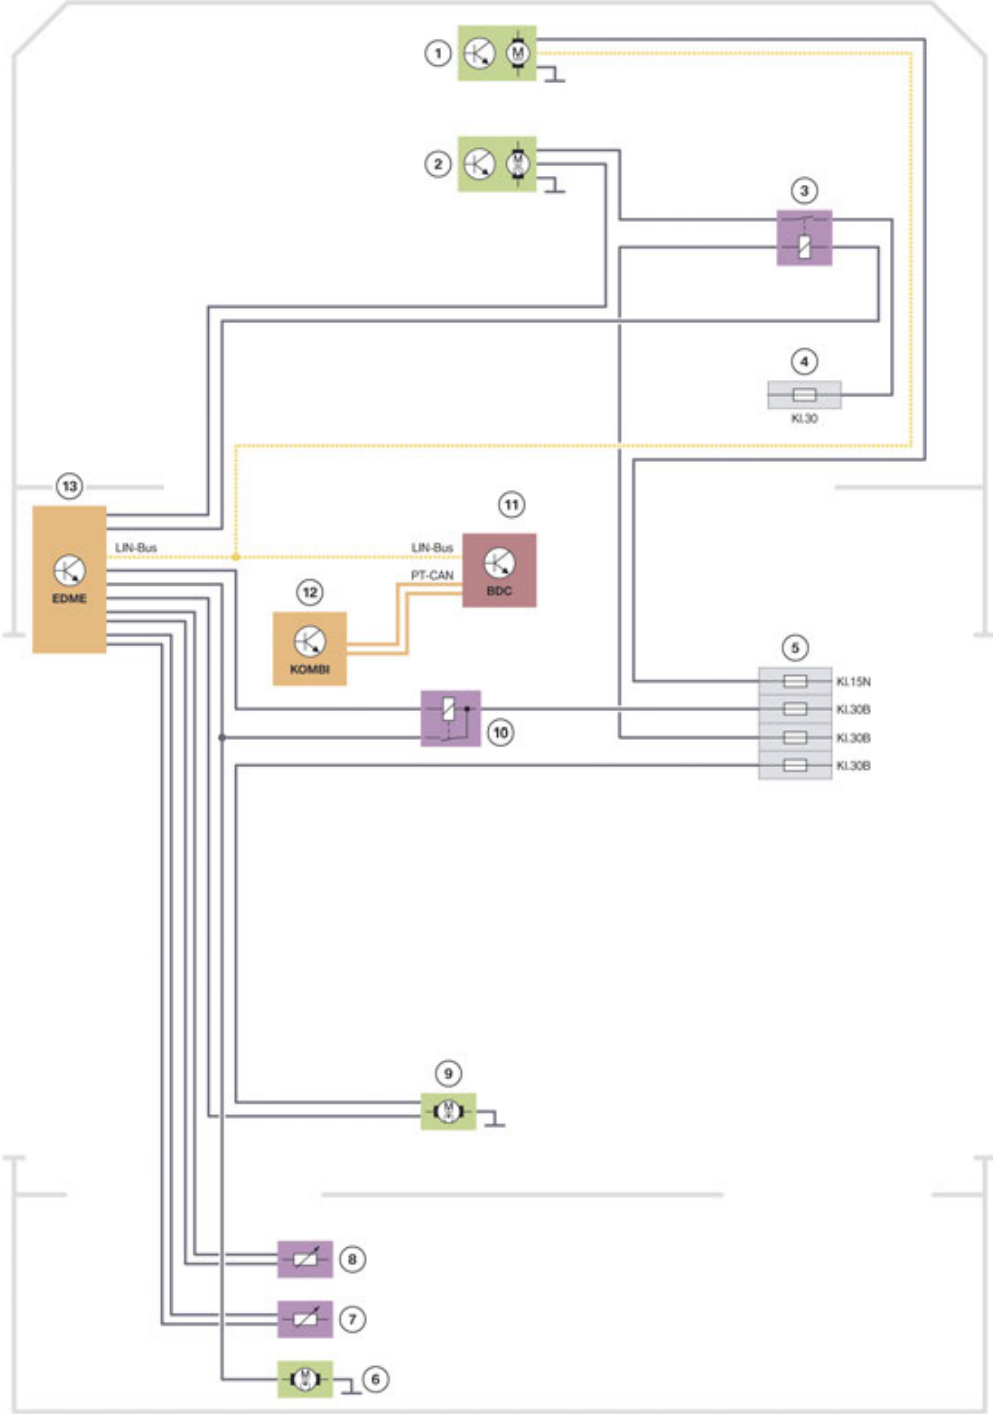 1
M
2
M
3
4
Kl.30
13
11
LIN-Bus
LIN-Bus
PT-CAN
EDME
BDC
12
KOMBI
5
Kl.15N
Kl.30B
10
Kl.30B
Kl.30B
9
M
8
7
M
6